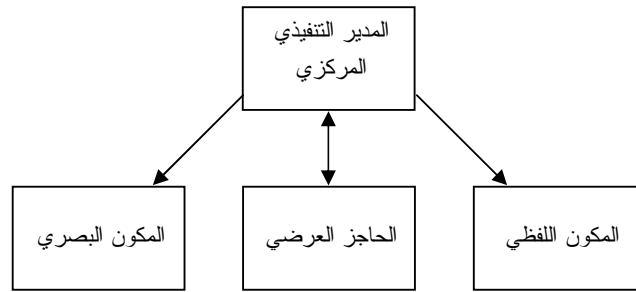 المدير التنفيذي
المركزي
المكون اللفظي
الحاجز العرضي
المكون البصري